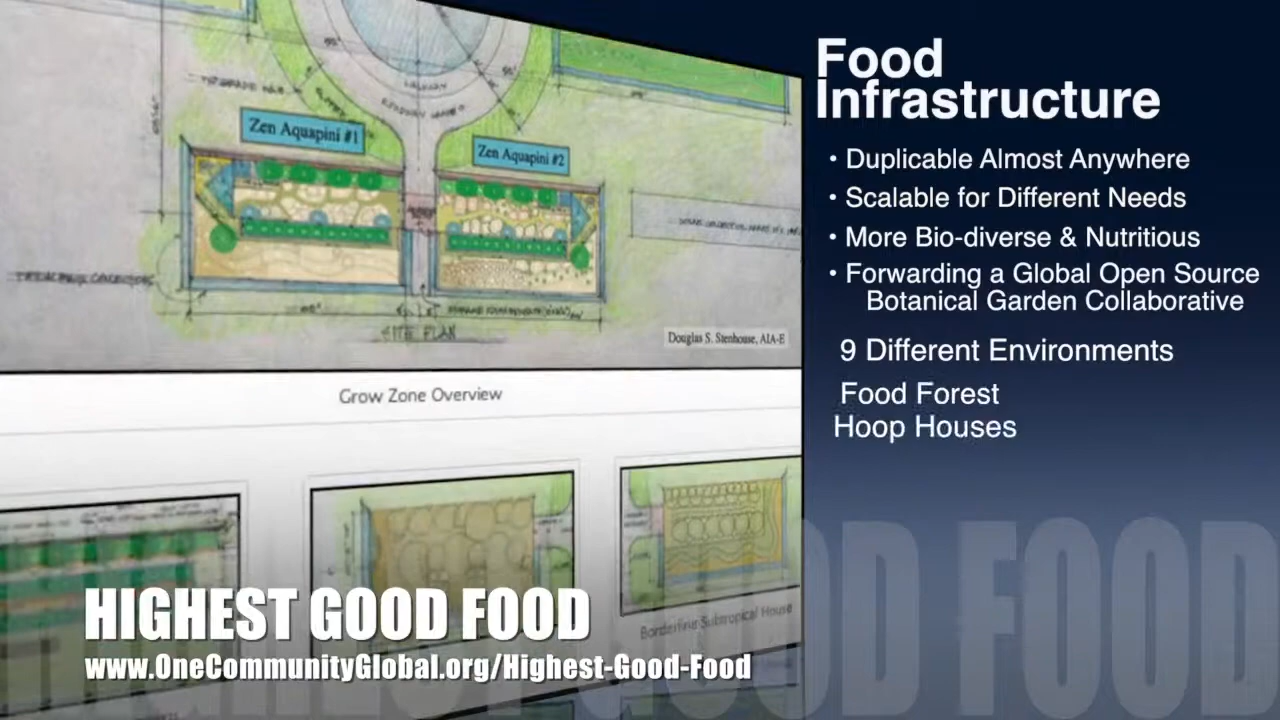 Food
Infrastructure
• Duplicable Almost Anywhere
• Scalable for Different Needs
• More Bio-diverse & Nutritious
• Forwarding a Global Open Source
Botanical Garden Collaborative
9 Different Environments
Food Forest
Hoop Houses
Zen Aquapini #1
Zen Aquapini #2
SITE PLAN
Douglas S. Stenhouse, AIA-E
Grow Zone Overview
Borderline Subtropical House
HIGHEST GOOD FOOD
www.OneCommunityGlobal.org/Highest-Good-Food